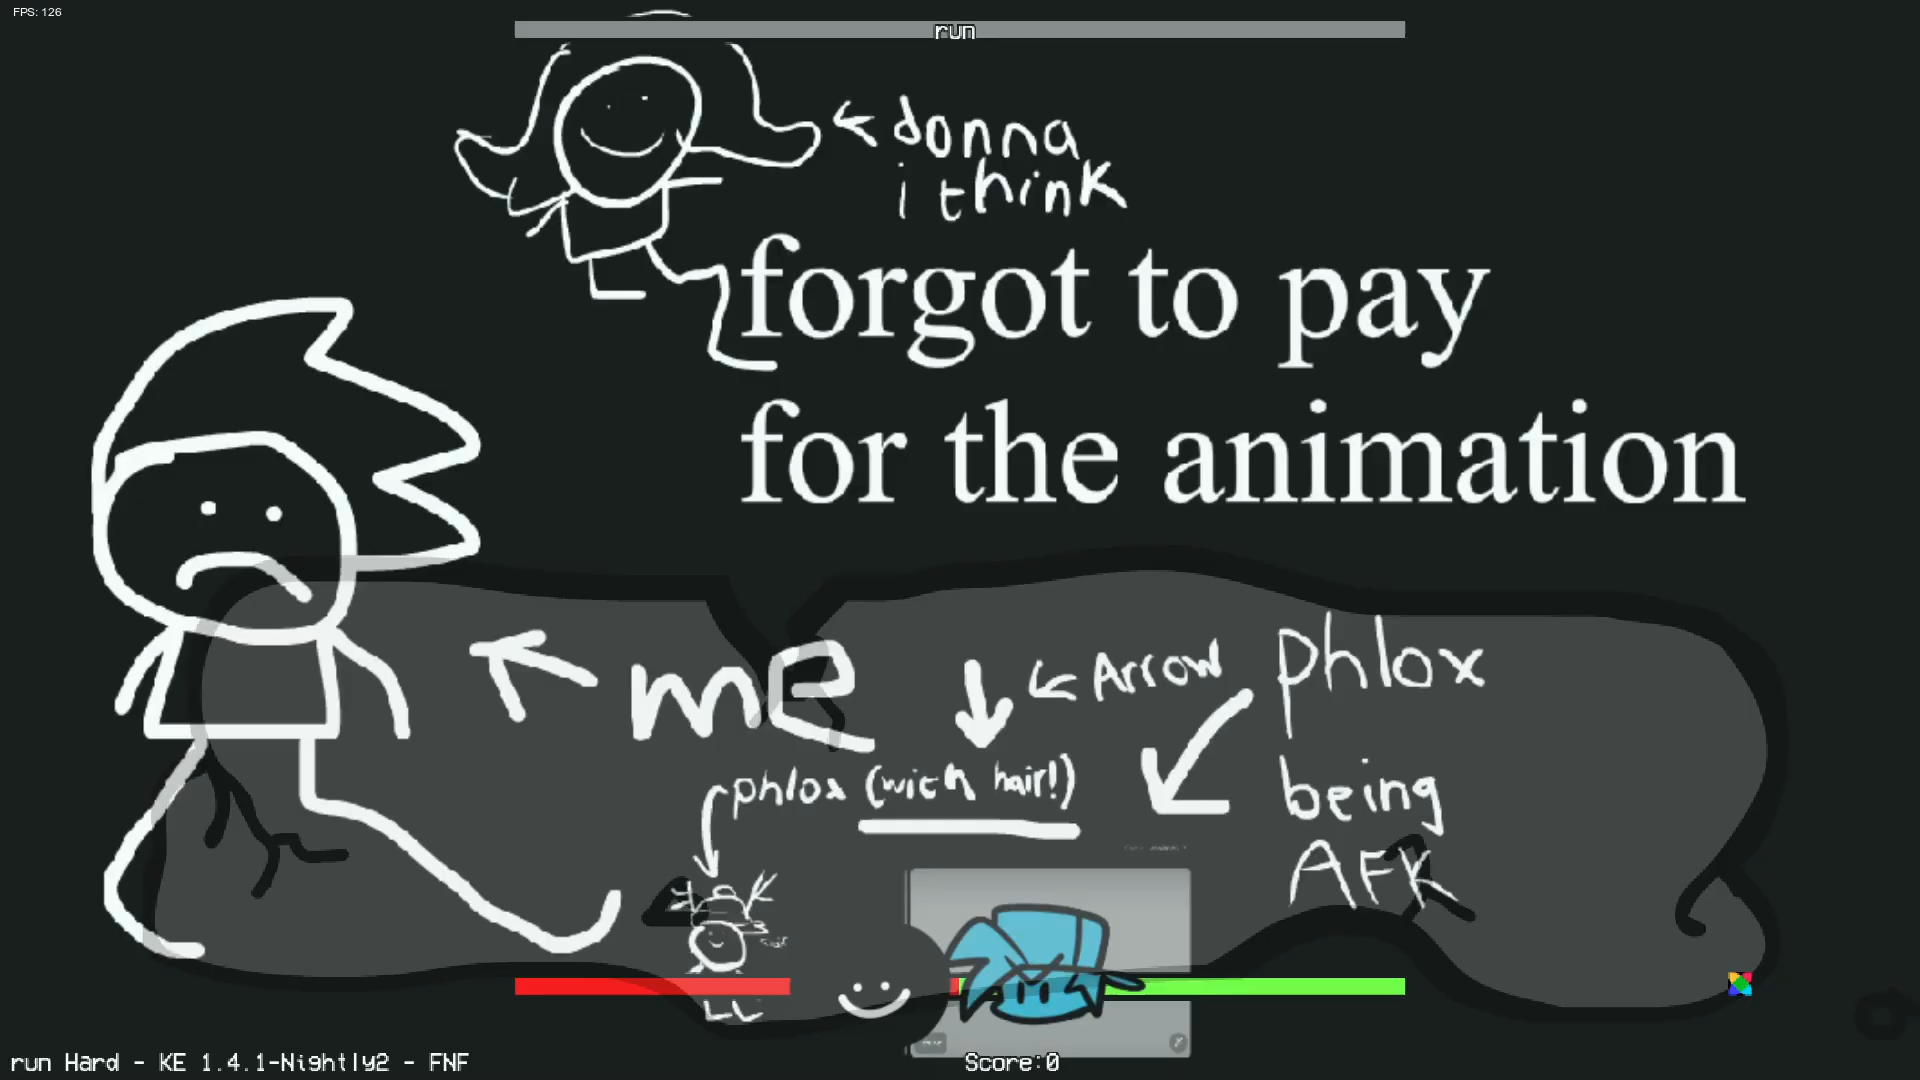 FPS: 126
run
donna
i think
forgot to pay
for the animation
me
Arrow
phlox
being
AFK
phlox (with hair!)
run Hard - KE 1.4.1-Nightly2 - FNF
Score:0